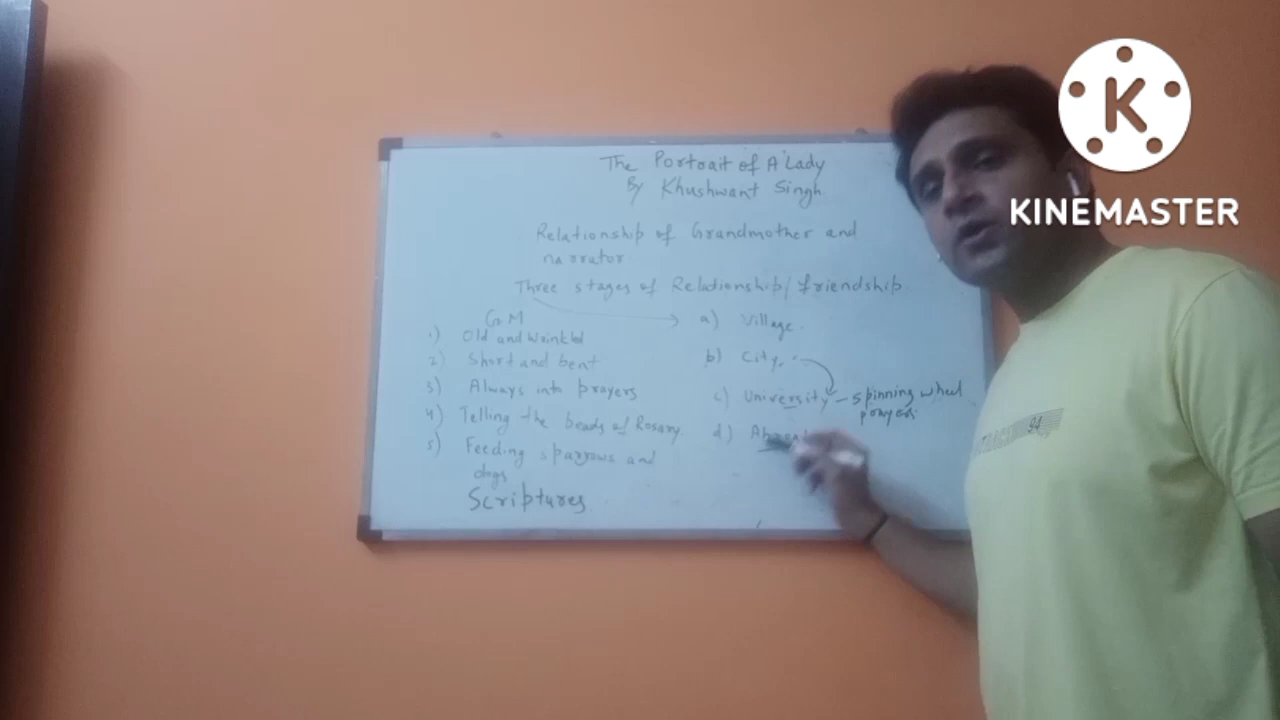 The Portrait of A Lady
By Khushwant Singh
Relationship of Grandmother and
narrator
Three stages of Relationship/friendship.
G.M
1) Old and wrinkled
2) Short and bent
3) Always into prayers
4) Telling the beads of Rosary
5) Feeding sparrows and
dogs
Scriptures
a) Village.
b) City.
c) University – spinning wheel
prayers.
d)
K
KINEMASTER
94